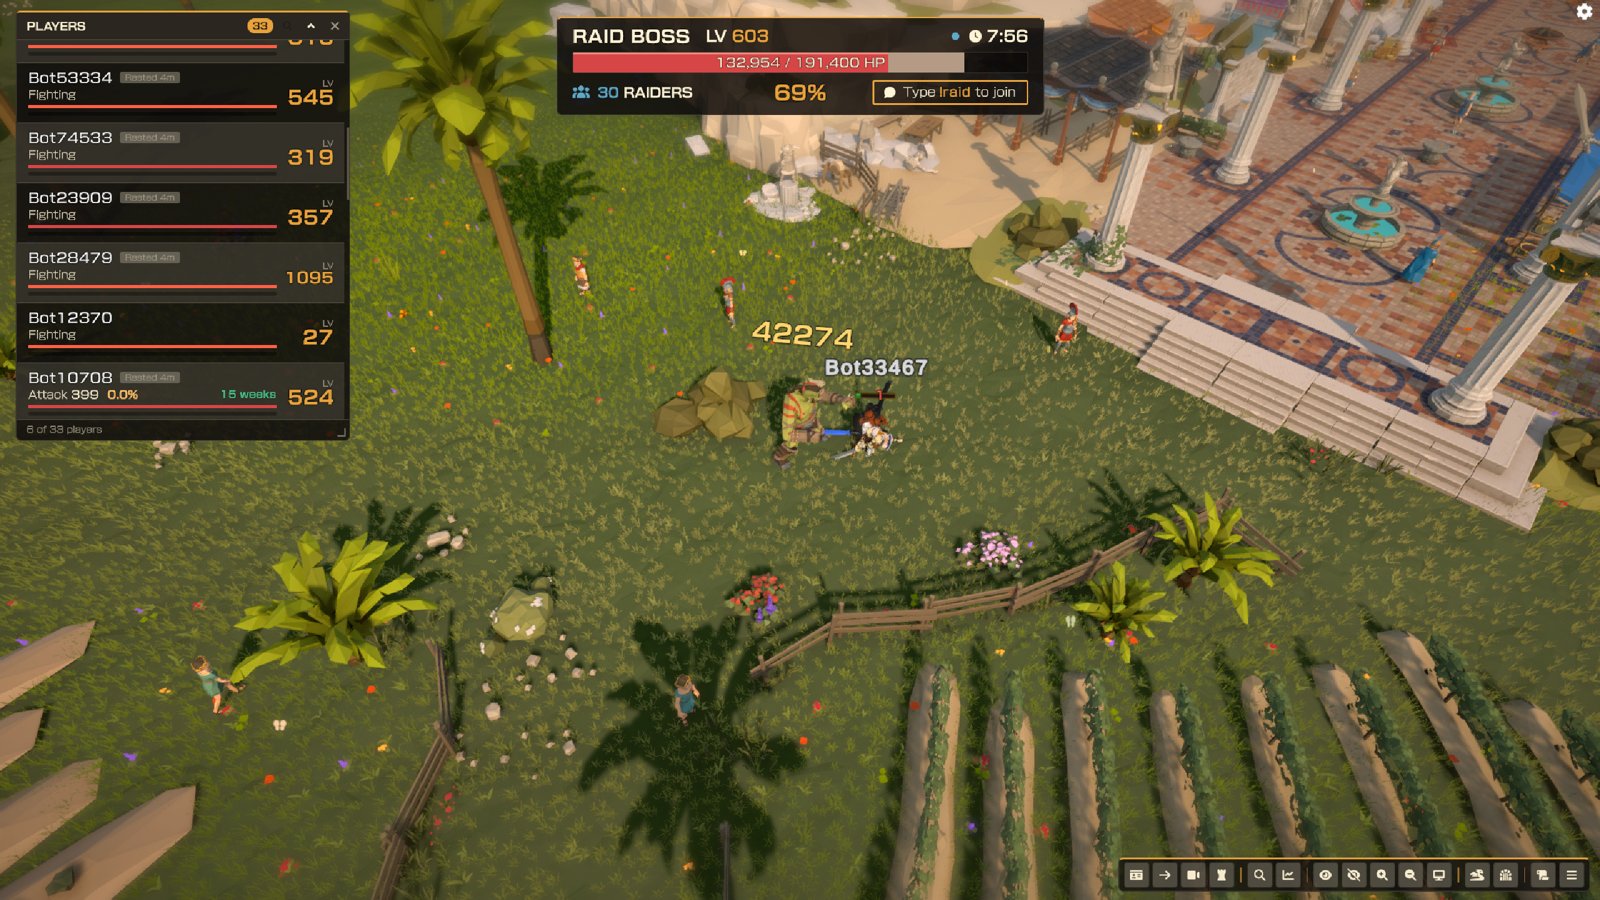 PLAYERS 33
Bot53334 Rested 4m
Fighting
LV
545
Bot74533 Rested 4m
Fighting
LV
319
Bot23909 Rested 4m
Fighting
LV
357
Bot28479 Rested 4m
Fighting
LV
1095
Bot12370
Fighting
LV
27
Bot10708 Rested 4m
Attack 399 0.0% 15 weeks
LV
524
6 of 33 players
RAID BOSS LV 603 7:56
132,954 / 191,400 HP
30 RAIDERS 69% Type !raid to join
42274
Bot33467